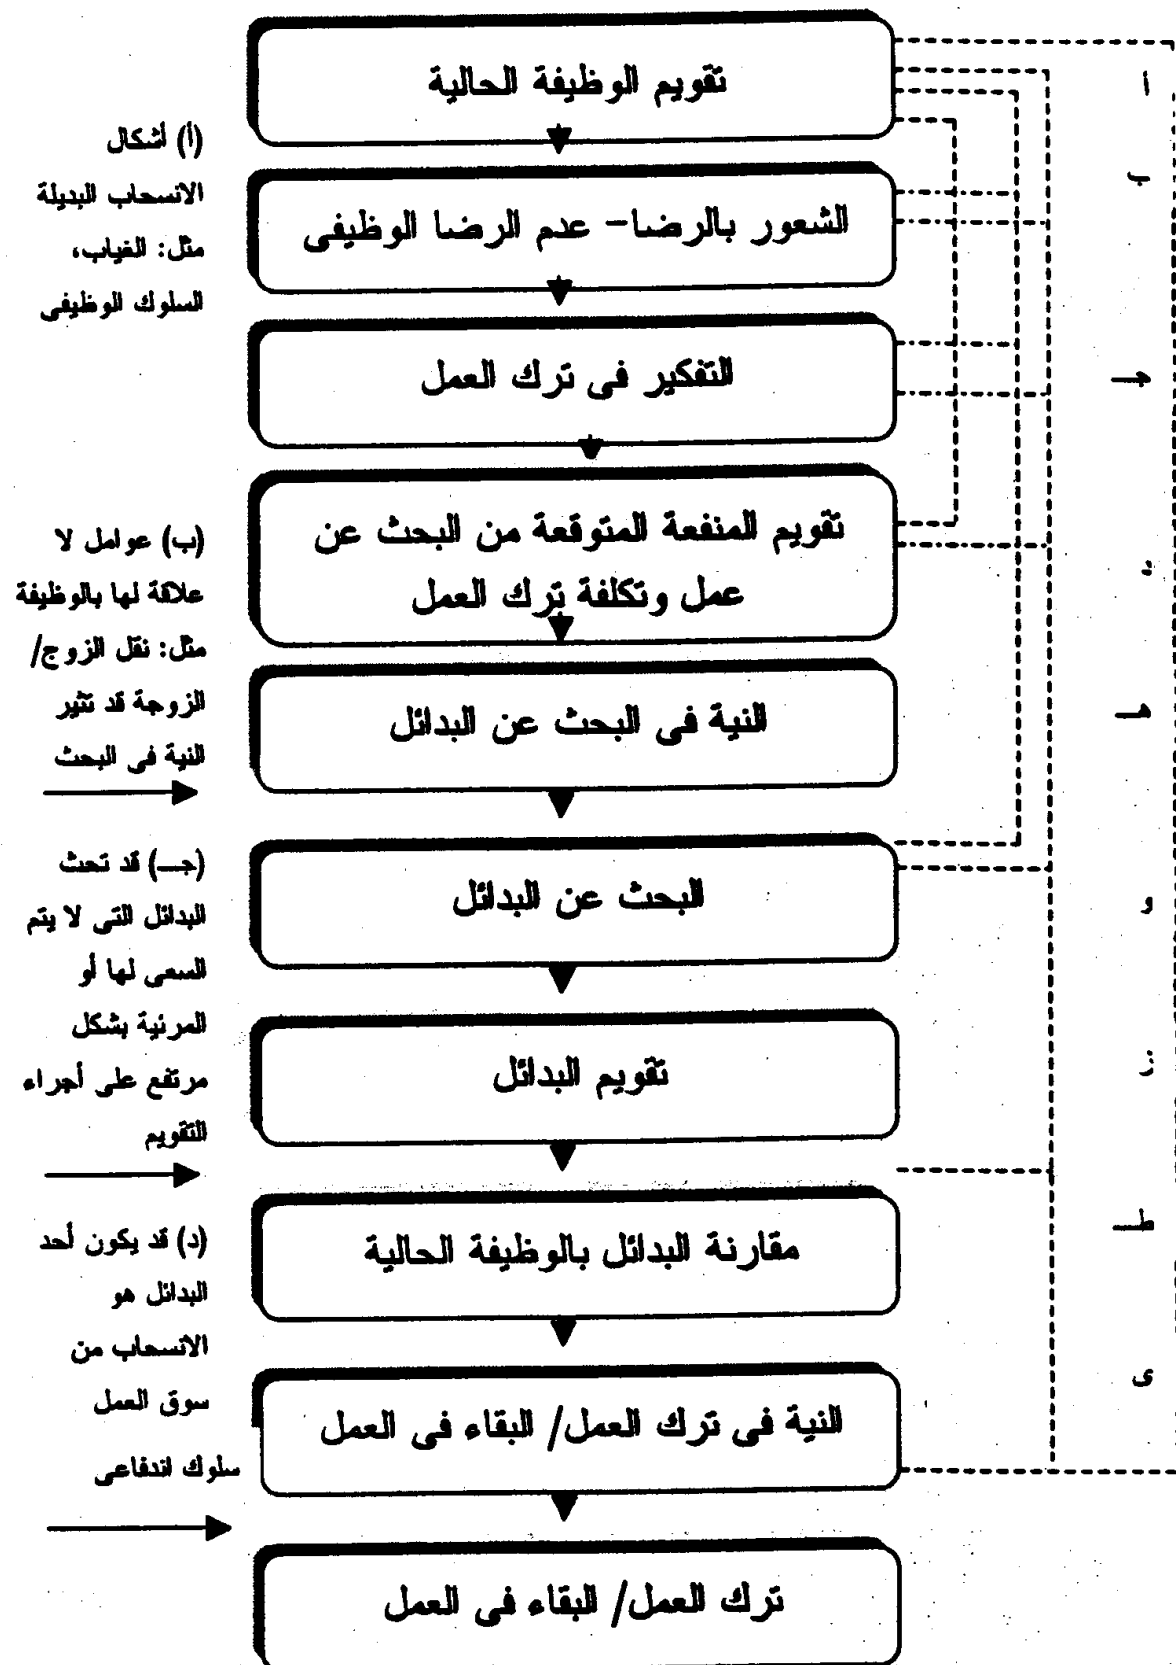 تقويم الوظيفة الحالية
أ
(أ) أشكال
الانسحاب البديلة
مثل: الغياب،
السلوك الوظيفى
ب
الشعور بالرضا- عدم الرضا الوظيفى
التفكير فى ترك العمل
جـ
تقويم المنفعة المتوقعة من البحث عن
عمل وتكلفة ترك العمل
(ب) عوامل لا
علاقة لها بالوظيفة
مثل: نقل الزوج/
الزوجة قد تثير
النية فى البحث
النية فى البحث عن البدائل
هـ
(جـ) قد تحث
البدائل التى لا يتم
السعى لها أو
المرئية بشكل
مرتفع على أجراء
التقويم
البحث عن البدائل
و
تقويم البدائل
ز
(د) قد يكون أحد
البدائل هو
الانسحاب من
سوق العمل
مقارنة البدائل بالوظيفة الحالية
طـ
النية فى ترك العمل/ البقاء فى العمل
ى
سلوك اندفاعى
ترك العمل/ البقاء فى العمل